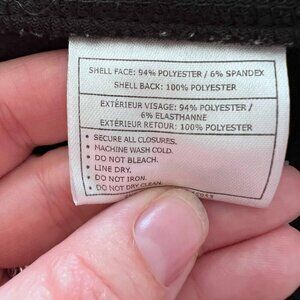 SHELL FACE: 94% POLYESTER / 6% SPANDEX
SHELL BACK: 100% POLYESTER
EXTÉRIEUR VISAGE: 94% POLYESTER /
6% ELASTHANNE
EXTÉRIEUR RETOUR: 100% POLYESTER
• SECURE ALL CLOSURES.
• MACHINE WASH COLD.
• DO NOT BLEACH.
• LINE DRY.
• DO NOT IRON.
• DO NOT DRY CLEAN.